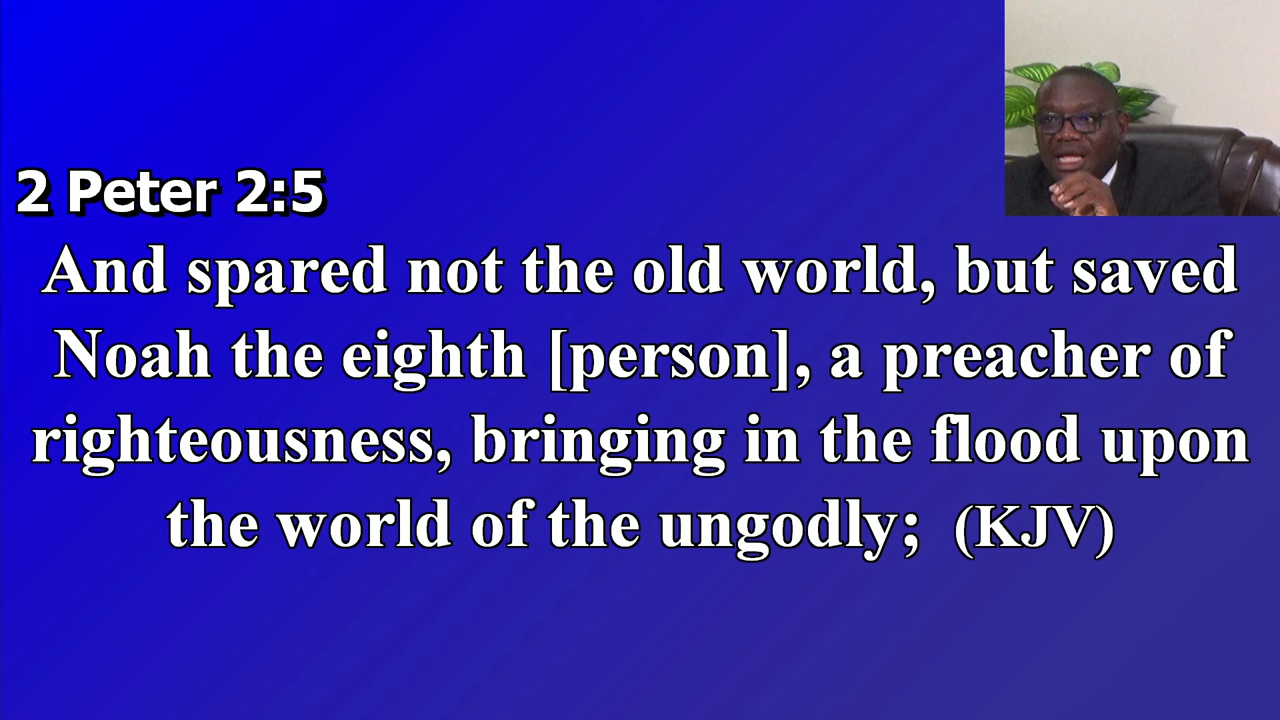 2 Peter 2:5
And spared not the old world, but saved
Noah the eighth [person], a preacher of
righteousness, bringing in the flood upon
the world of the ungodly; (KJV)